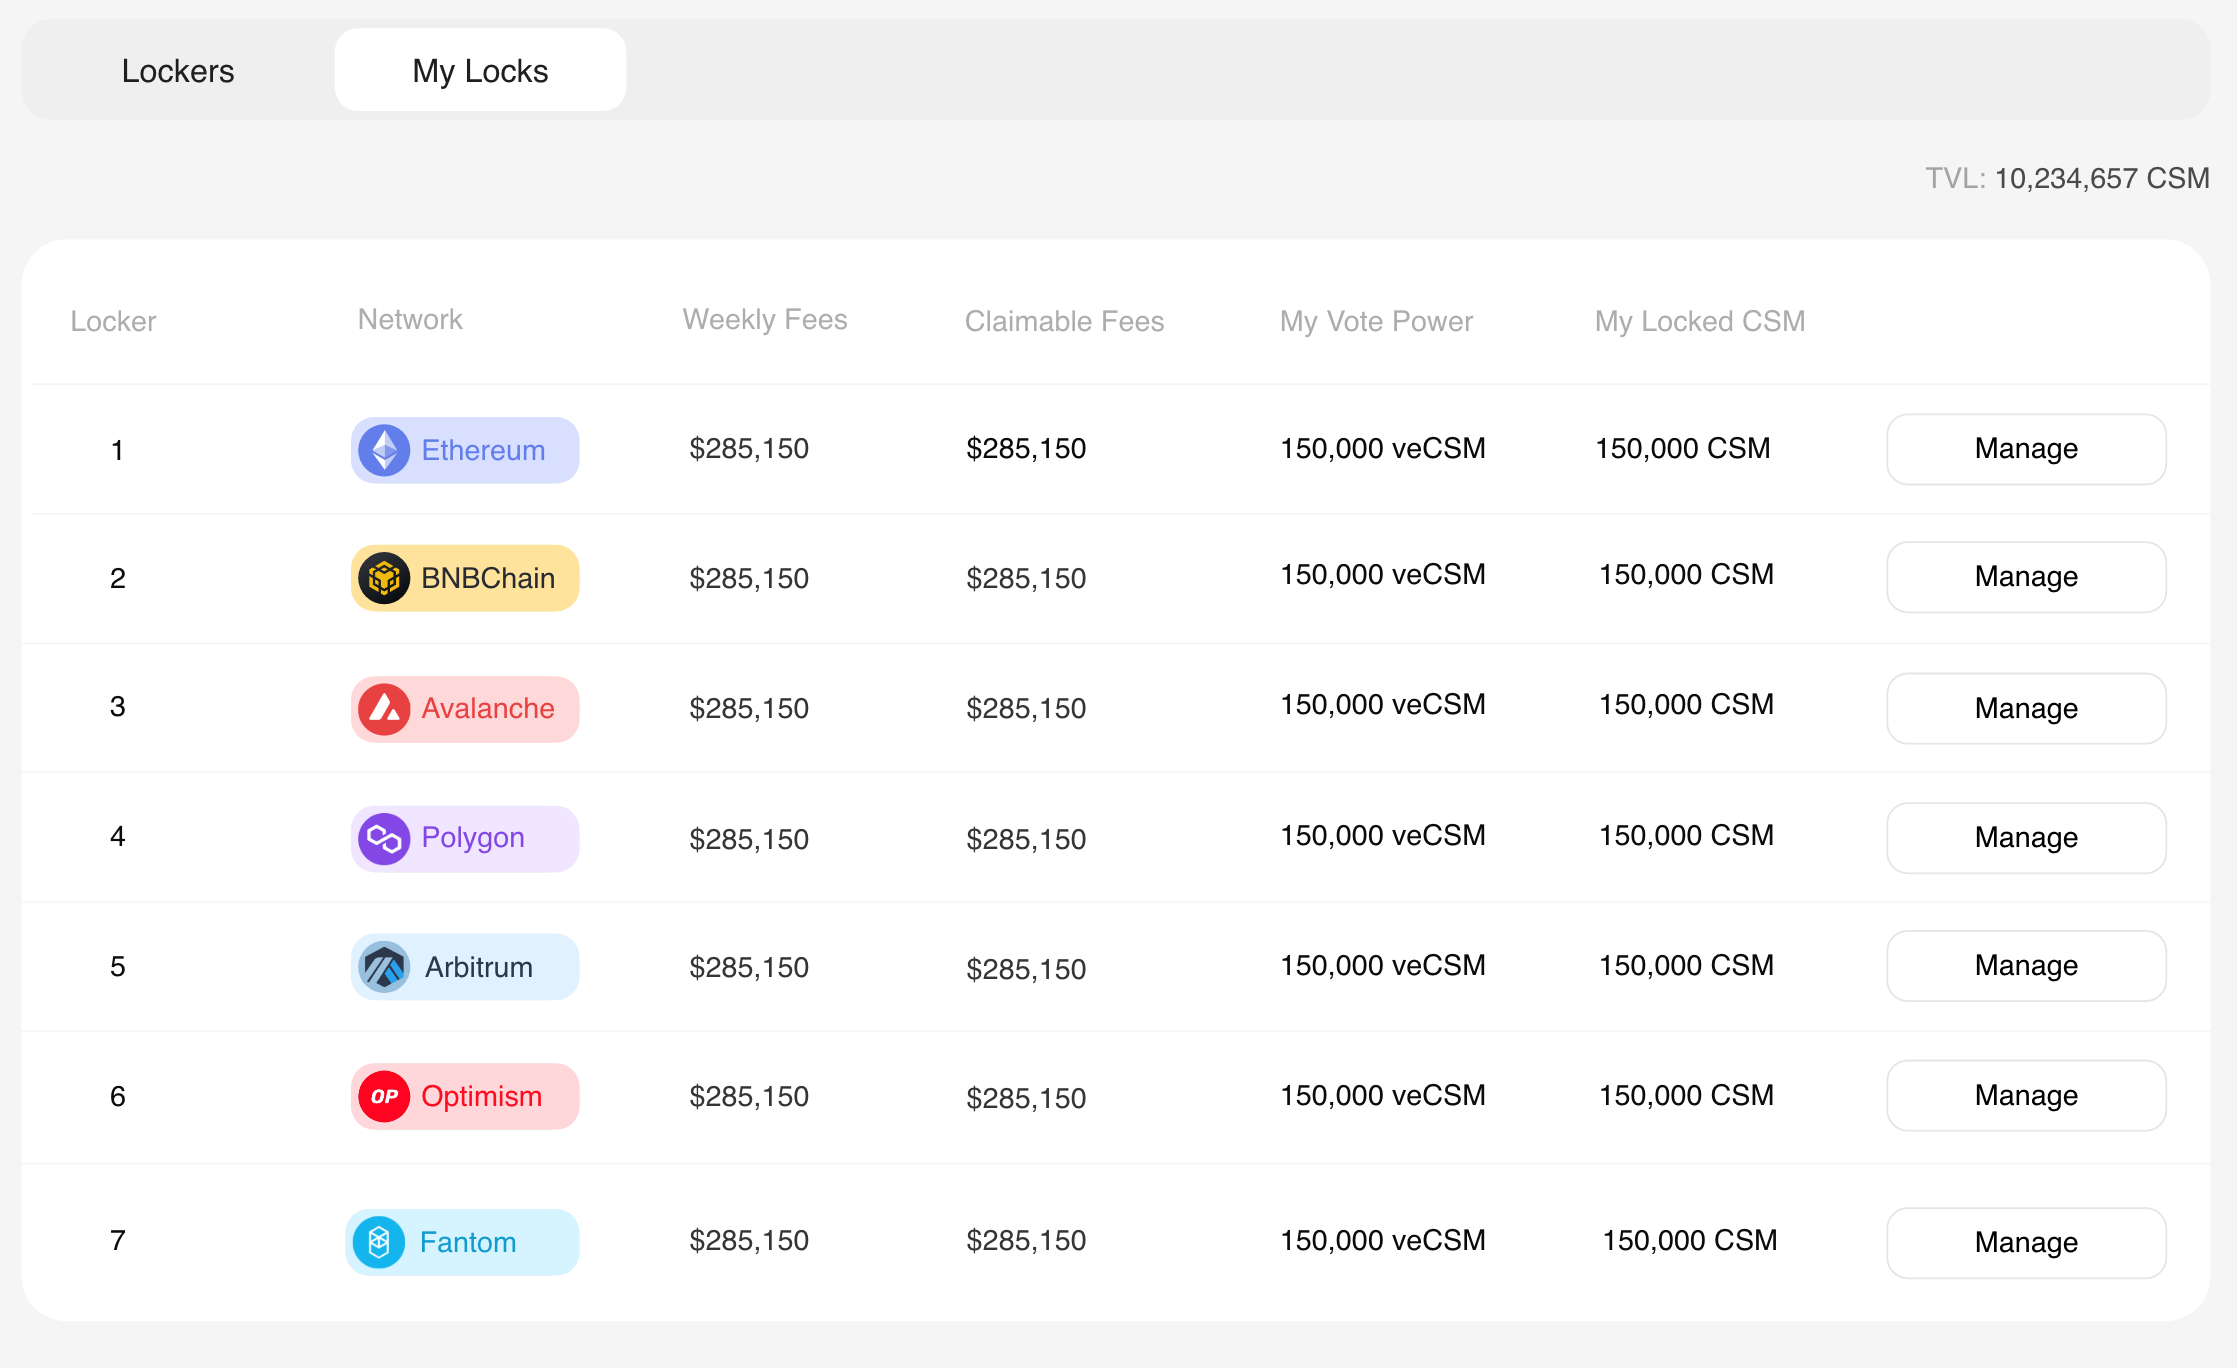 Lockers My Locks
TVL: 10,234,657 CSM
Locker Network Weekly Fees Claimable Fees My Vote Power My Locked CSM
1 Ethereum $285,150 $285,150 150,000 veCSM 150,000 CSM Manage
2 BNBChain $285,150 $285,150 150,000 veCSM 150,000 CSM Manage
3 Avalanche $285,150 $285,150 150,000 veCSM 150,000 CSM Manage
4 Polygon $285,150 $285,150 150,000 veCSM 150,000 CSM Manage
5 Arbitrum $285,150 $285,150 150,000 veCSM 150,000 CSM Manage
6 OP Optimism $285,150 $285,150 150,000 veCSM 150,000 CSM Manage
7 Fantom $285,150 $285,150 150,000 veCSM 150,000 CSM Manage